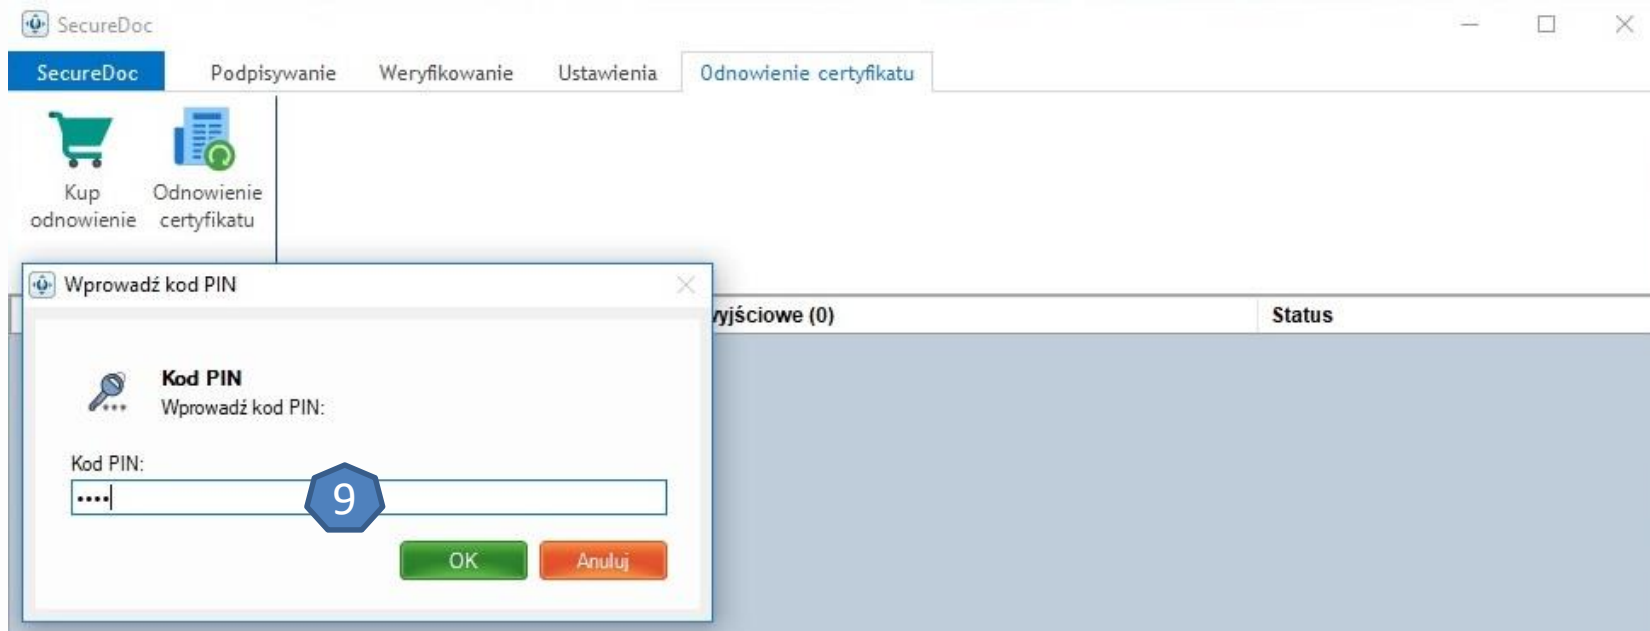 SecureDoc
SecureDoc Podpisywanie Weryfikowanie Ustawienia Odnowienie certyfikatu
Kup odnowienie
Odnowienie certyfikatu
Wprowadź kod PIN
wyjściowe (0) Status
Kod PIN
Wprowadź kod PIN:
Kod PIN:
••••
9
OK Anuluj